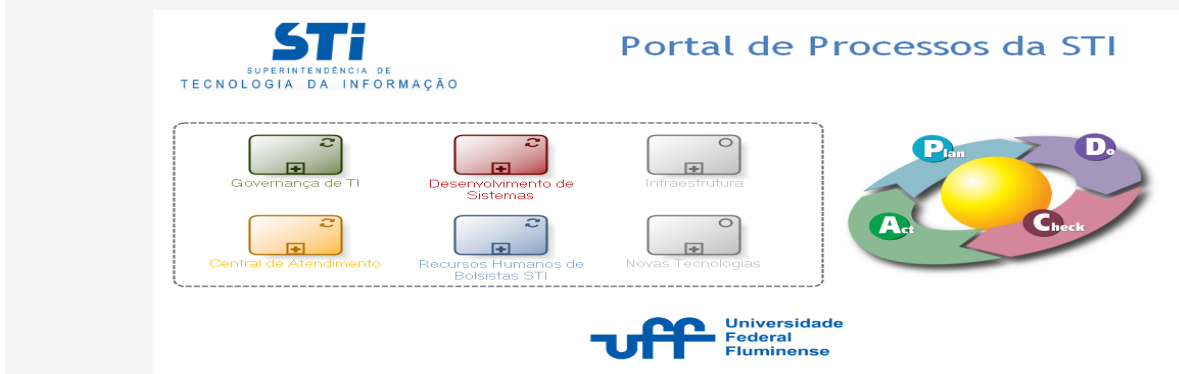 STi
SUPERINTENDÊNCIA DE
TECNOLOGIA DA INFORMAÇÃO
Portal de Processos da STI
Governança de TI
Desenvolvimento de
Sistemas
Infraestrutura
Central de Atendimento
Recursos Humanos de
Bolsistas STI
Novas Tecnologias
Plan
Do
Act
Check
uff
Universidade
Federal
Fluminense